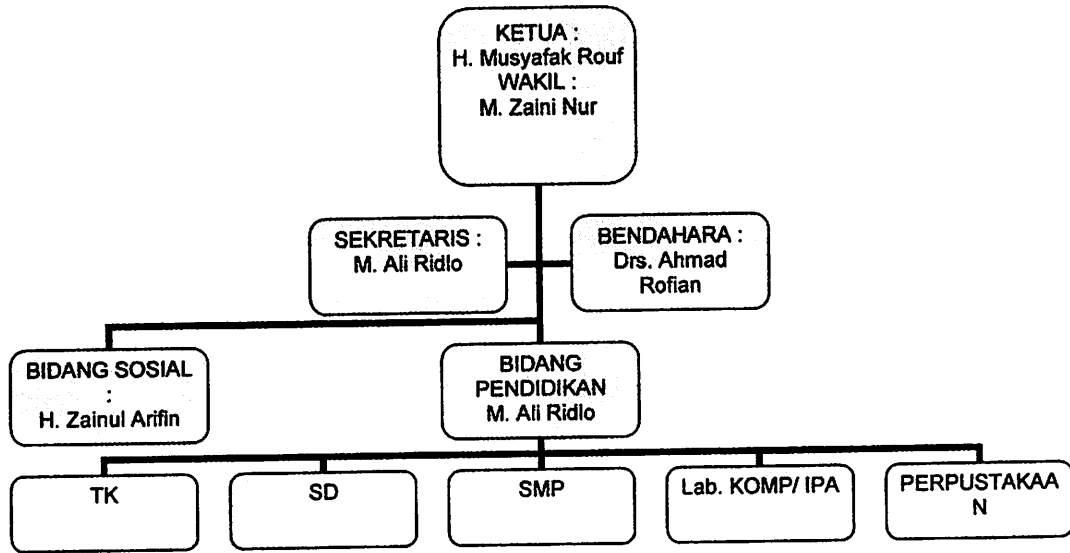 KETUA :
H. Musyafak Rouf
WAKIL :
M. Zaini Nur
SEKRETARIS :
M. Ali Ridlo
BENDAHARA :
Drs. Ahmad
Rofian
BIDANG SOSIAL
:
H. Zainul Arifin
BIDANG
PENDIDIKAN
M. Ali Ridlo
TK
SD
SMP
Lab. KOMP/ IPA
PERPUSTAKAA
N